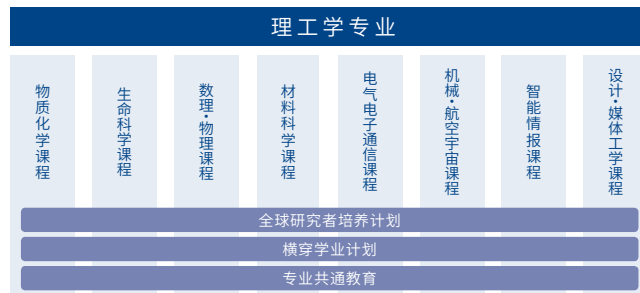 理工学专业
物质化学课程
生命科学课程
数理·物理课程
材料科学课程
电气电子通信课程
机械·航空宇宙课程
智能情报课程
设计·媒体工学课程
全球研究者培养计划
横穿学业计划
专业共通教育